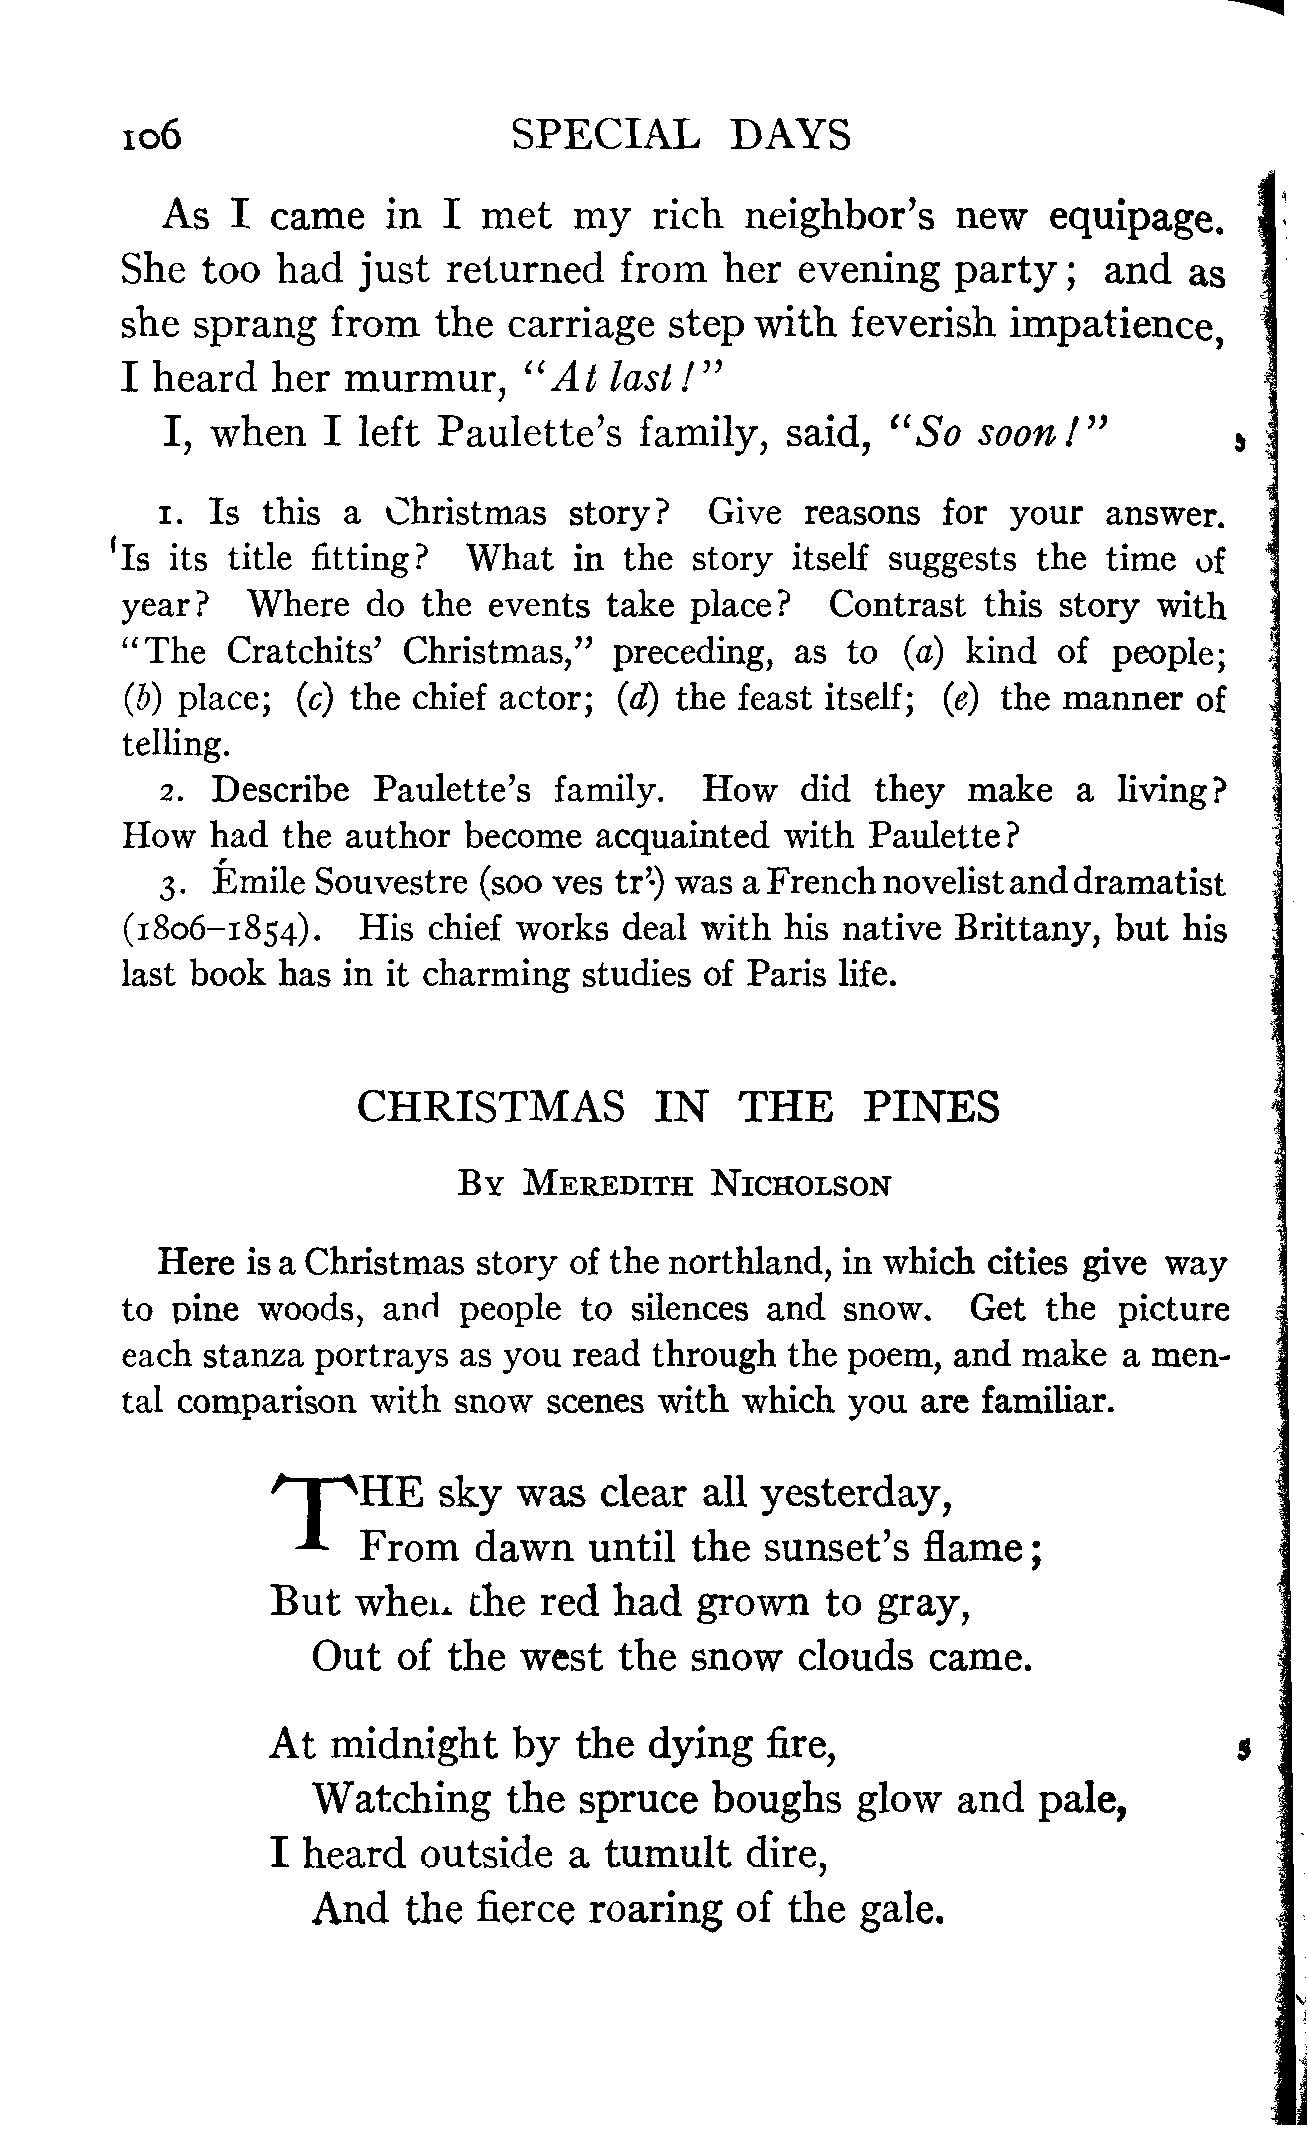 106 SPECIAL DAYS
As I came in I met my rich neighbor's new equipage.
She too had just returned from her evening party; and as
she sprang from the carriage step with feverish impatience,
I heard her murmur, "At last!"
I, when I left Paulette's family, said, "So soon!" 5
1. Is this a Christmas story? Give reasons for your answer.
Is its title fitting? What in the story itself suggests the time of
year? Where do the events take place? Contrast this story with
"The Cratchits' Christmas," preceding, as to (a) kind of people;
(b) place; (c) the chief actor; (d) the feast itself; (e) the manner of
telling.
2. Describe Paulette's family. How did they make a living?
How had the author become acquainted with Paulette?
3. Émile Souvestre (soo ves tr') was a French novelist and dramatist
(1806–1854). His chief works deal with his native Brittany, but his
last book has in it charming studies of Paris life.
CHRISTMAS IN THE PINES
BY MEREDITH NICHOLSON
Here is a Christmas story of the northland, in which cities give way
to pine woods, and people to silences and snow. Get the picture
each stanza portrays as you read through the poem, and make a men-
tal comparison with snow scenes with which you are familiar.
THE sky was clear all yesterday,
From dawn until the sunset's flame;
But when the red had grown to gray,
Out of the west the snow clouds came.
At midnight by the dying fire, 5
Watching the spruce boughs glow and pale,
I heard outside a tumult dire,
And the fierce roaring of the gale.